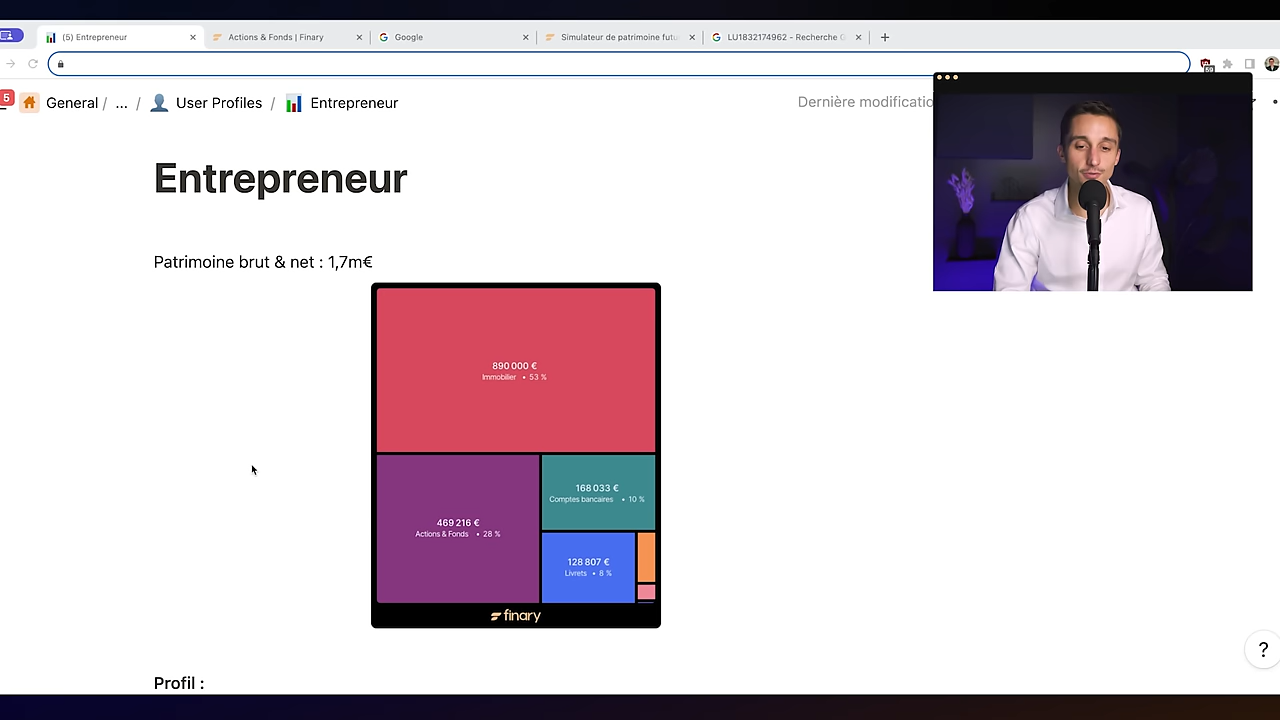 (5) Entrepreneur
Actions & Fonds | Finary
Google
Simulateur de patrimoine futu
LU1832174962 - Recherche G
59
5
General / ... / User Profiles / Entrepreneur
Dernière modificatio
Entrepreneur
Patrimoine brut & net : 1,7m€
890 000 €
Immobilier • 53 %
469 216 €
Actions & Fonds • 28 %
168 033 €
Comptes bancaires • 10 %
128 807 €
Livrets • 8 %
finary
?
Profil :